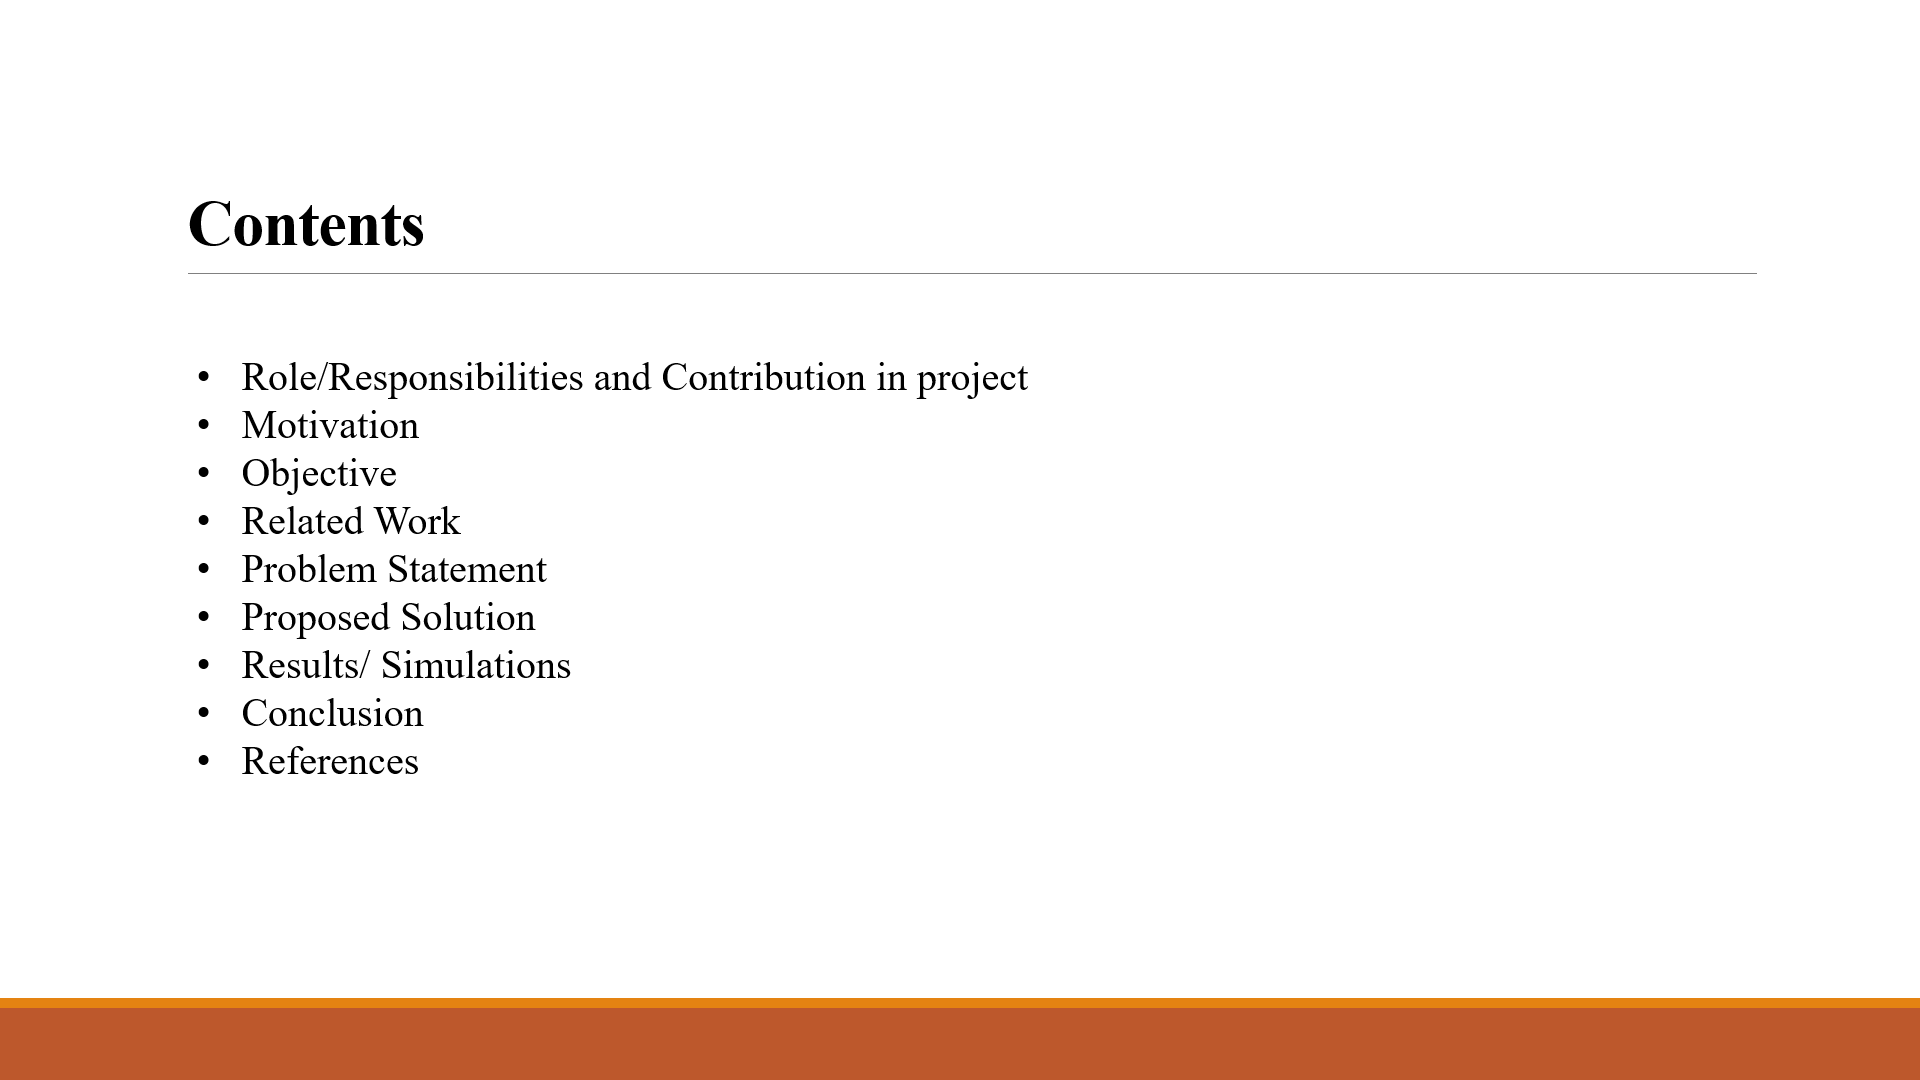 Contents
• Role/Responsibilities and Contribution in project
• Motivation
• Objective
• Related Work
• Problem Statement
• Proposed Solution
• Results/ Simulations
• Conclusion
• References